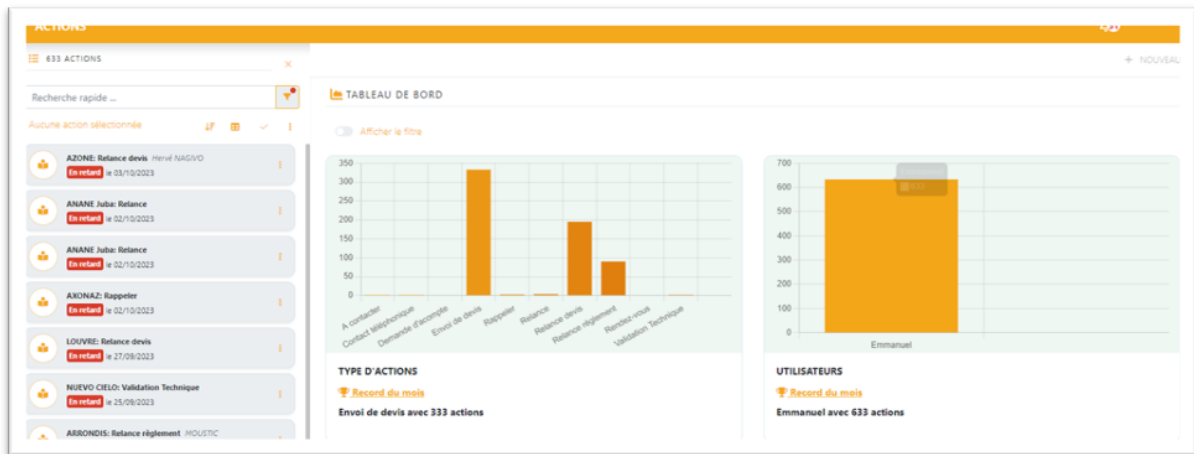 ACTIONS
633 ACTIONS
+ NOUVEAU
Recherche rapide ...
Aucune action sélectionnée
AZONE: Relance devis Hervé NAGIVO
En retard le 03/10/2023
ANANE Juba: Relance
En retard le 02/10/2023
ANANE Juba: Relance
En retard le 02/10/2023
AXONAZ: Rappeler
En retard le 02/10/2023
LOUVRE: Relance devis
En retard le 27/09/2023
NUEVO CIELO: Validation Technique
En retard le 25/09/2023
ARRONDIS: Relance règlement MOUSTIC
TABLEAU DE BORD
Afficher le filtre
350
300
250
200
150
100
50
0
A contacter
Contact téléphonique
Demande d'acompte
Envoi de devis
Rappeler
Relance
Relance devis
Relance règlement
Rendez-vous
Validation Technique
TYPE D'ACTIONS
Record du mois
Envoi de devis avec 333 actions
700
600
500
400
300
200
100
0
633
Emmanuel
UTILISATEURS
Record du mois
Emmanuel avec 633 actions